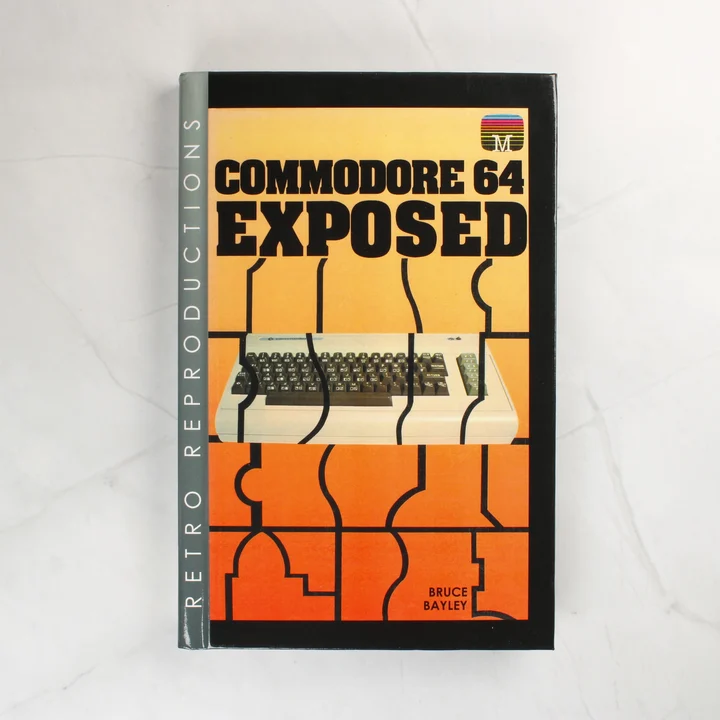 RETRO REPRODUCTIONS
M
COMMODORE 64
EXPOSED
BRUCE
BAYLEY